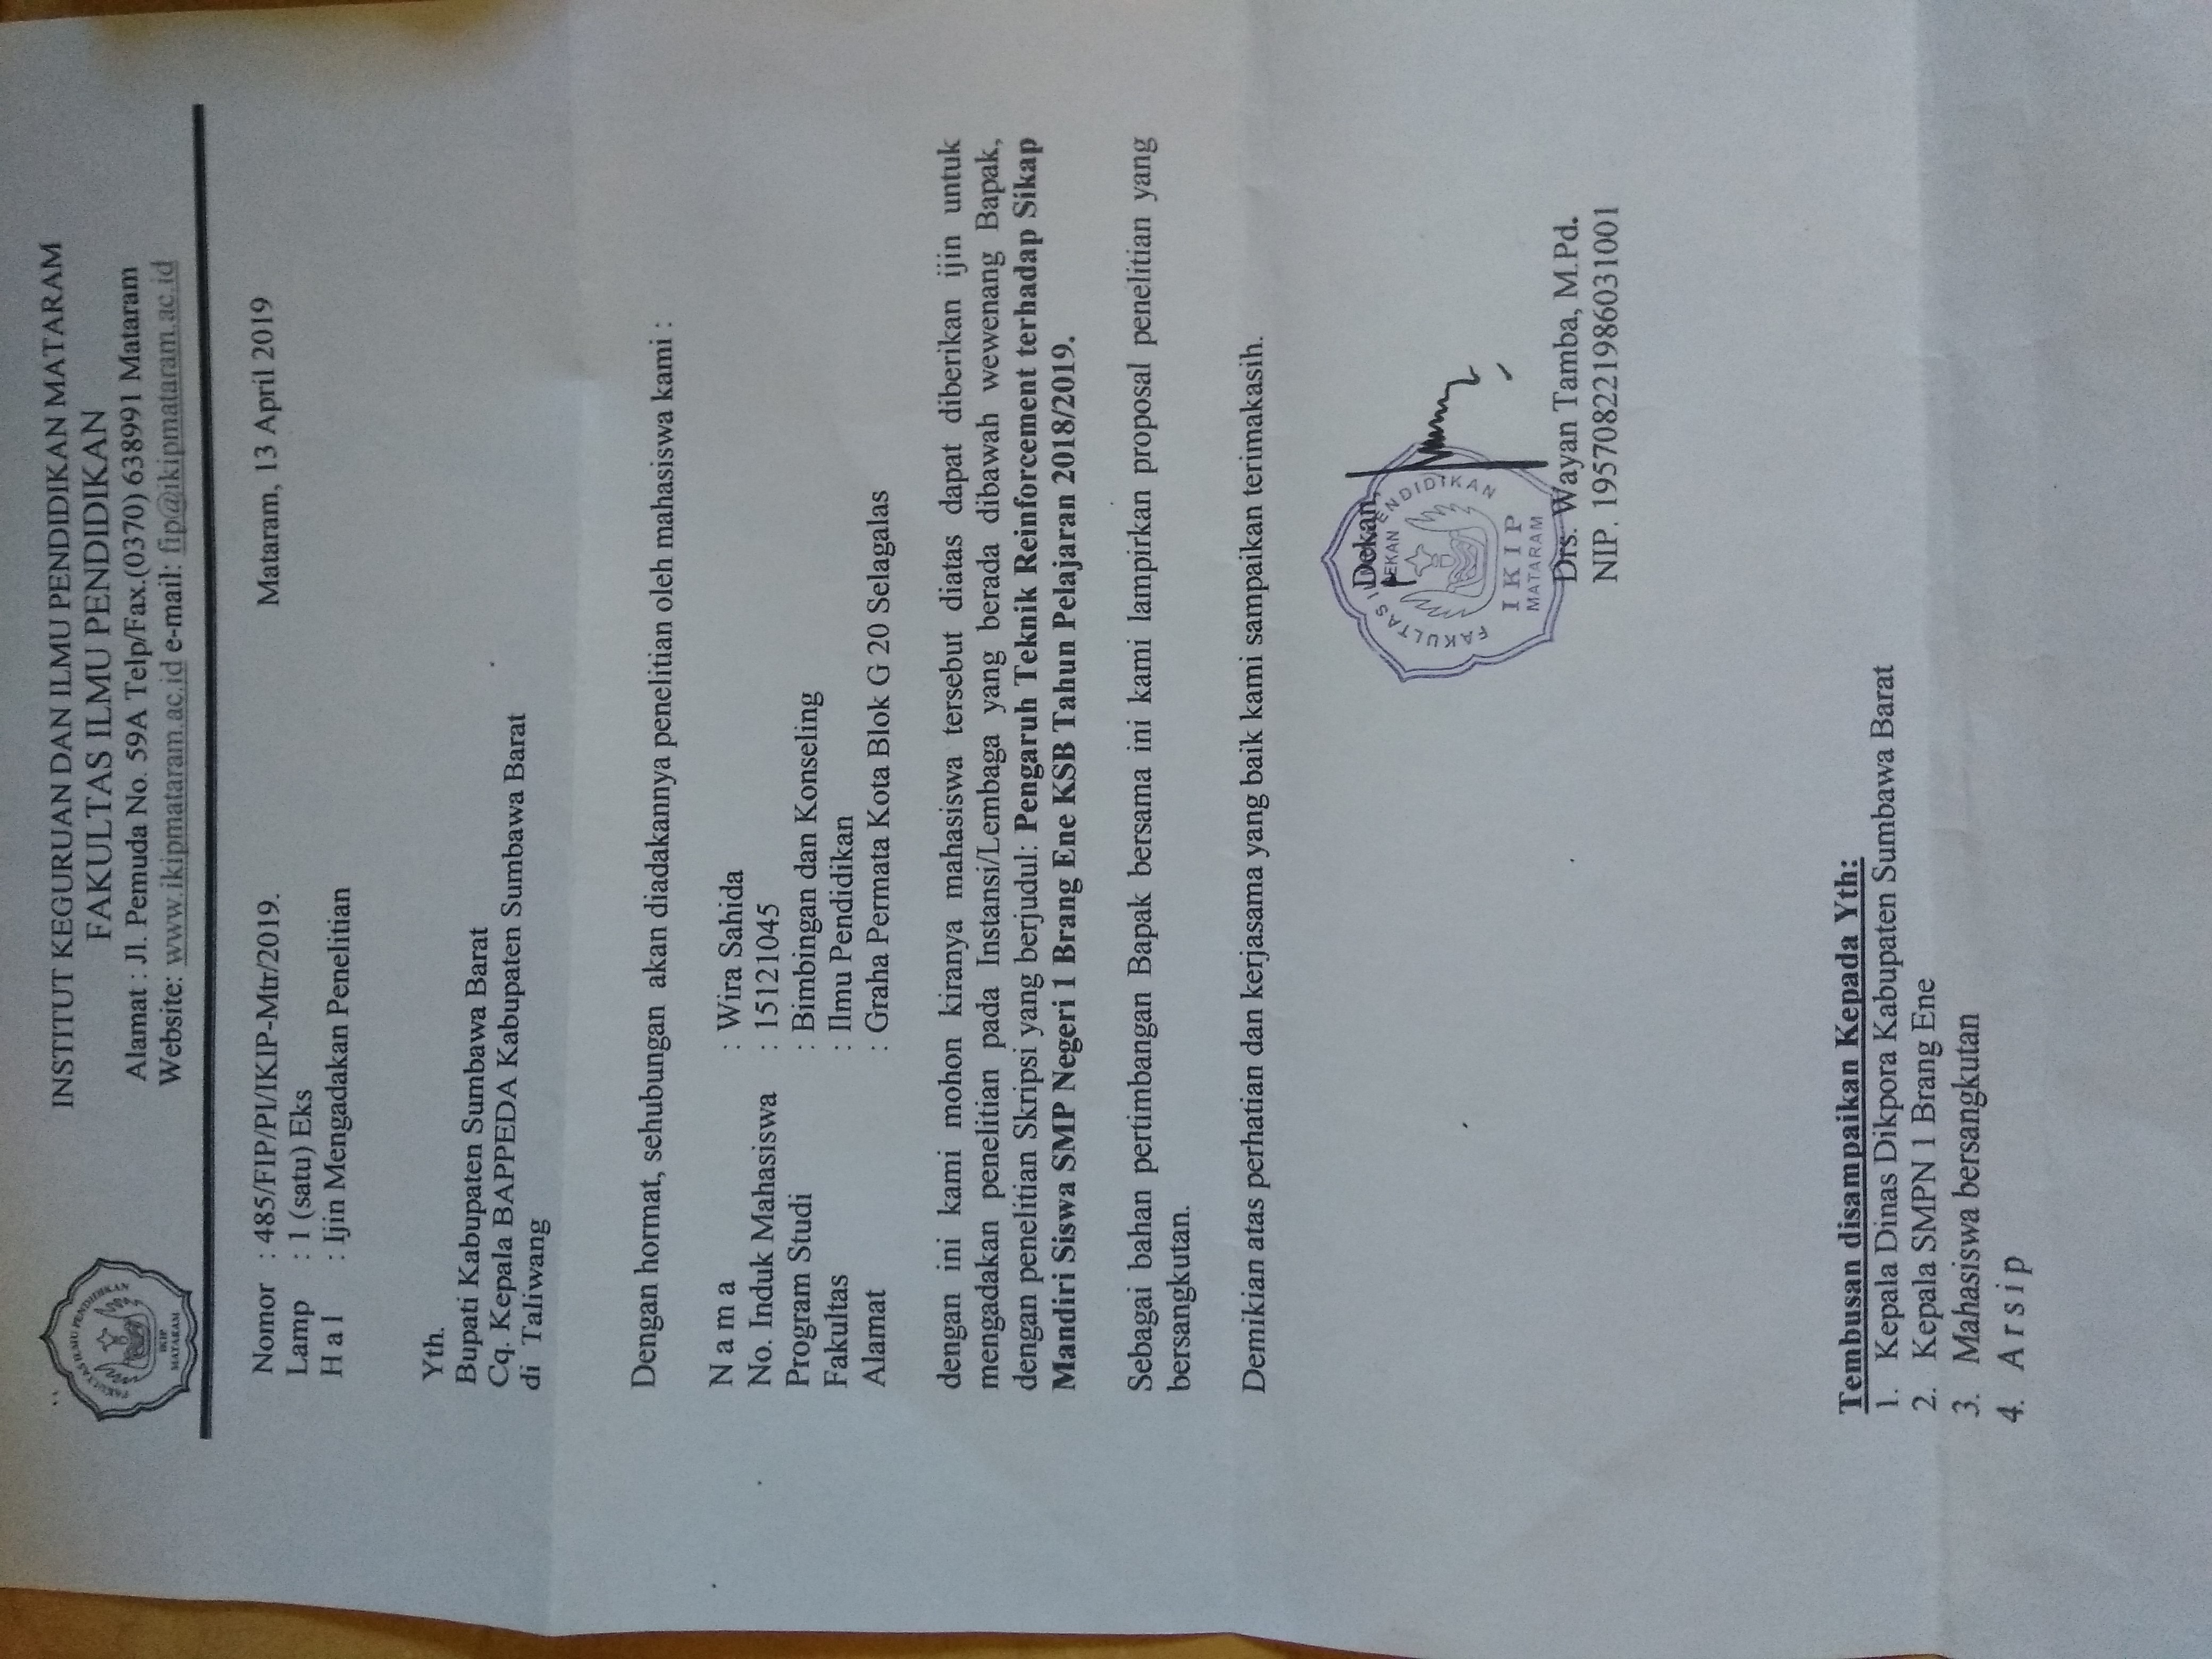 INSTITUT KEGURUAN DAN ILMU PENDIDIKAN MATARAM
FAKULTAS ILMU PENDIDIKAN
Alamat : Jl. Pemuda No. 59A Telp/Fax.(0370) 638991 Mataran
Website: www.ikipmataram.ac.id e-mail: fip@ikipmataram.ac.id
FAKULTAS ILMU PENDIDIKAN
IKIP
MATARAM
Nomor : 485/FIP/PI/IKIP-Mtr/2019. Mataram, 13 April 2019
Lamp : 1 (satu) Eks
H a l : Ijin Mengadakan Penelitian
Yth.
Bupati Kabupaten Sumbawa Barat
Cq. Kepala BAPPEDA Kabupaten Sumbawa Barat
di Taliwang
Dengan hormat, sehubungan akan diadakannya penelitian oleh mahasiswa kami :
N a m a : Wira Sahida
No. Induk Mahasiswa : 15121045
Program Studi : Bimbingan dan Konseling
Fakultas : Ilmu Pendidikan
Alamat : Graha Permata Kota Blok G 20 Selagalas
dengan ini kami mohon kiranya mahasiswa tersebut diatas dapat diberikan ijin untuk
mengadakan penelitian pada Instansi/Lembaga yang berada dibawah wewenang Bapak,
dengan penelitian Skripsi yang berjudul: Pengaruh Teknik Reinforcement terhadap Sikap
Mandiri Siswa SMP Negeri 1 Brang Ene KSB Tahun Pelajaran 2018/2019.
Sebagai bahan pertimbangan Bapak bersama ini kami lampirkan proposal penelitian yang
bersangkutan.
Demikian atas perhatian dan kerjasama yang baik kami sampaikan terimakasih.
Dekan,
FAKULTAS ENDIDIKAN
EKAN
IKIP
MATARAM
Drs. Wayan Tamba, M.Pd.
NIP. 195708221986031001
Tembusan disampaikan Kepada Yth:
1. Kepala Dinas Dikpora Kabupaten Sumbawa Barat
2. Kepala SMPN 1 Brang Ene
3. Mahasiswa bersangkutan
4. A r s i p